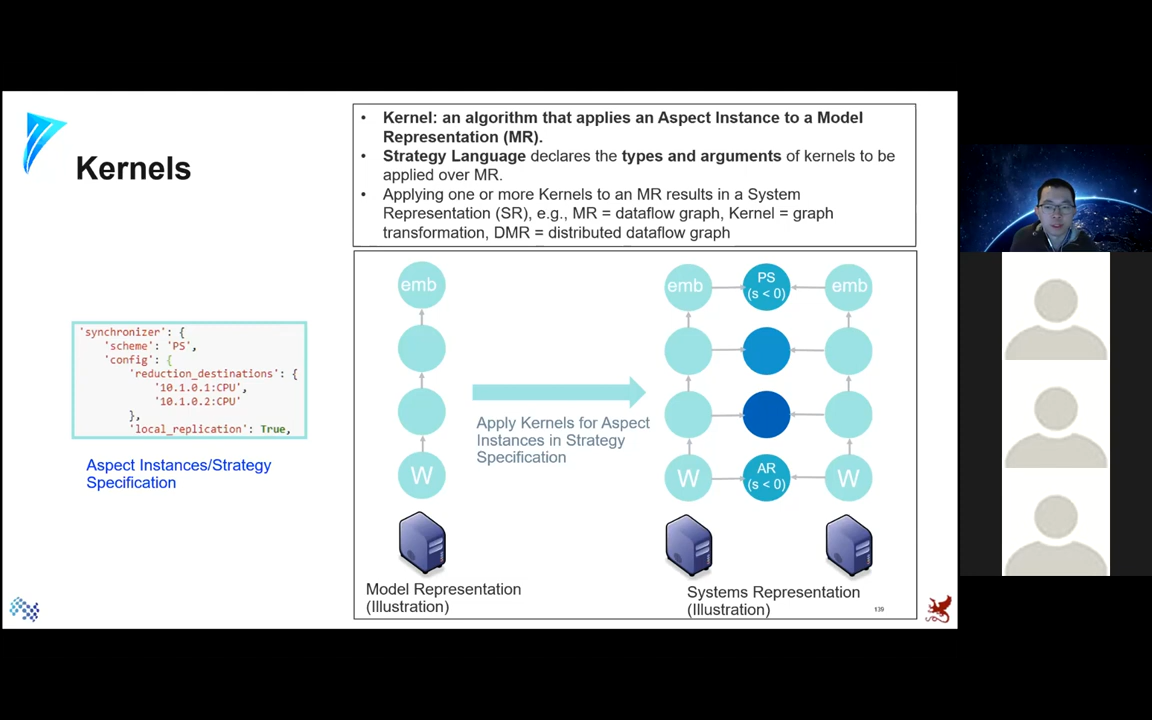 Kernels
• Kernel: an algorithm that applies an Aspect Instance to a Model
Representation (MR).
• Strategy Language declares the types and arguments of kernels to be
applied over MR.
• Applying one or more Kernels to an MR results in a System
Representation (SR), e.g., MR = dataflow graph, Kernel = graph
transformation, DMR = distributed dataflow graph
'synchronizer': {
'scheme': 'PS',
'config': {
'reduction_destinations': {
'10.1.0.1:CPU',
'10.1.0.2:CPU'
},
'local_replication': True,
Aspect Instances/Strategy
Specification
emb
W
Model Representation
(Illustration)
Apply Kernels for Aspect
Instances in Strategy
Specification
emb
PS
(s < 0)
emb
W
AR
(s < 0)
W
Systems Representation
(Illustration)
139